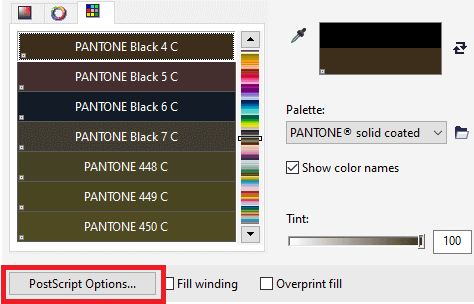 PANTONE Black 4 C
PANTONE Black 5 C
PANTONE Black 6 C
PANTONE Black 7 C
PANTONE 448 C
PANTONE 449 C
PANTONE 450 C
Palette:
PANTONE® solid coated
Show color names
Tint:
100
PostScript Options...
Fill winding
Overprint fill